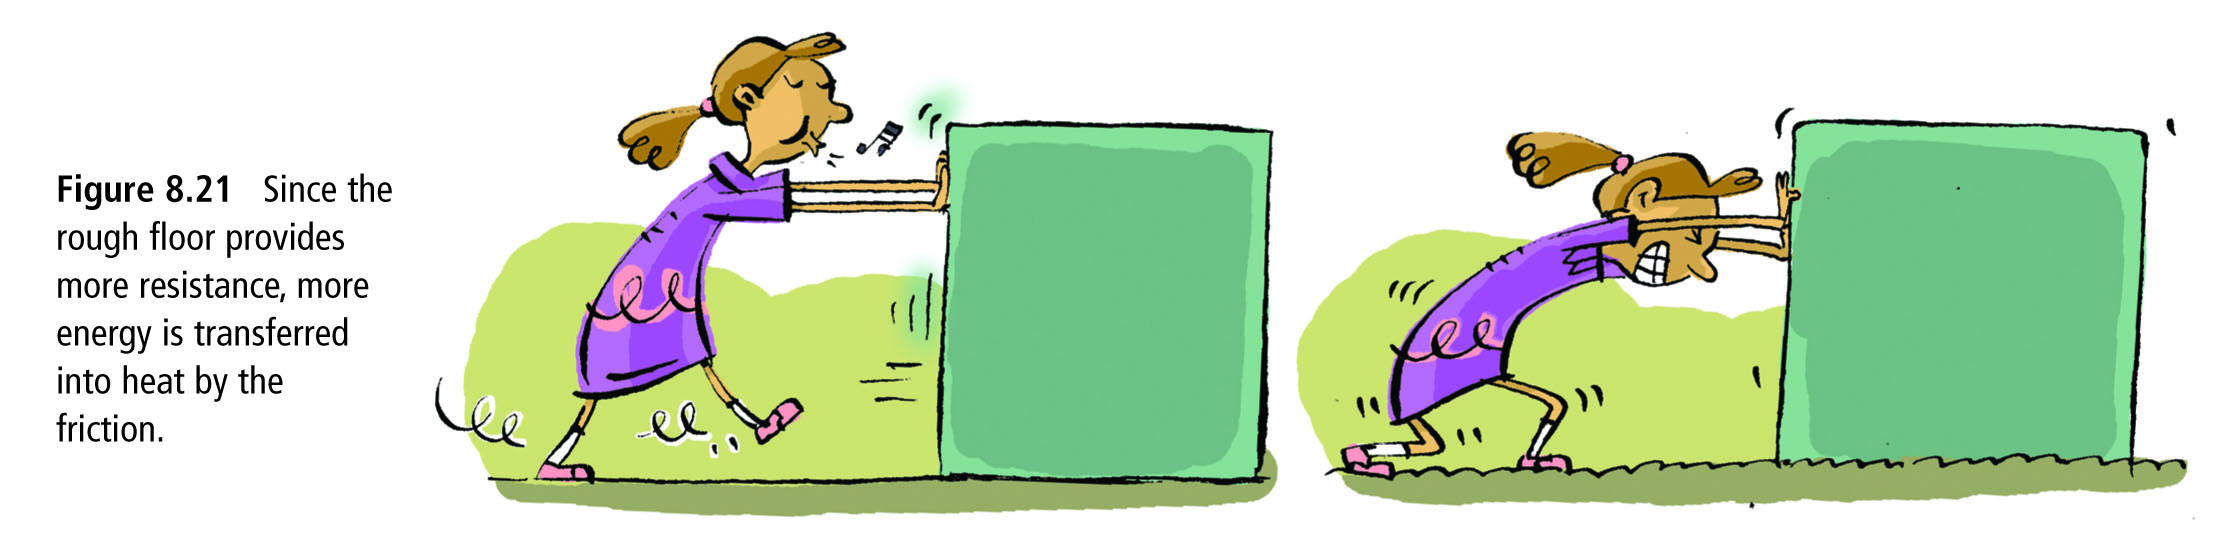 Figure 8.21 Since the
rough floor provides
more resistance, more
energy is transferred
into heat by the
friction.